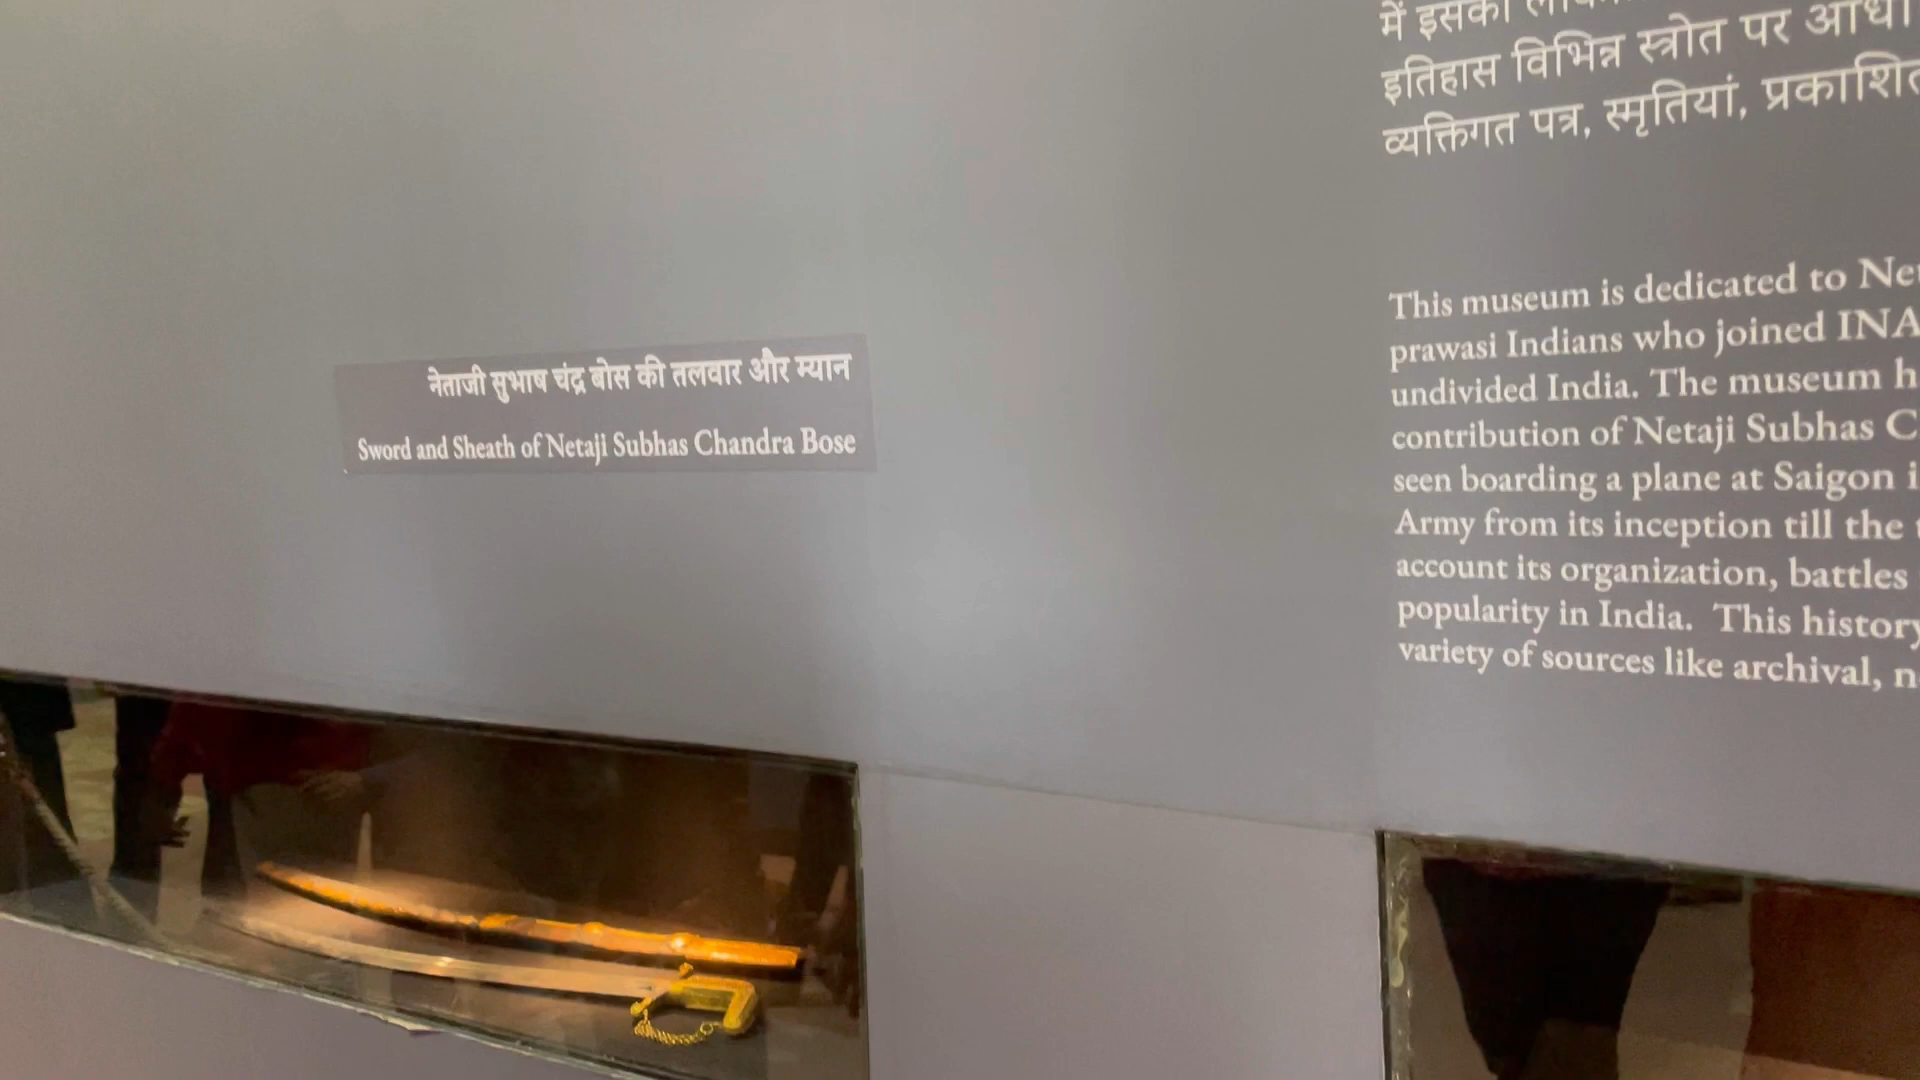 नेताजी सुभाष चंद्र बोस की तलवार और म्यान
Sword and Sheath of Netaji Subhas Chandra Bose
में इसकी
इतिहास विभिन्न स्त्रोत पर
व्यक्तिगत पत्र, स्मृतियां,
This museum is dedicated to
prawasi Indians who joined INA
undivided India. The museum
contribution of Netaji Subhas
seen boarding a plane at Saigon
Army from its inception till the
account its organization, battles
popularity in India. This history
variety of sources like archival,